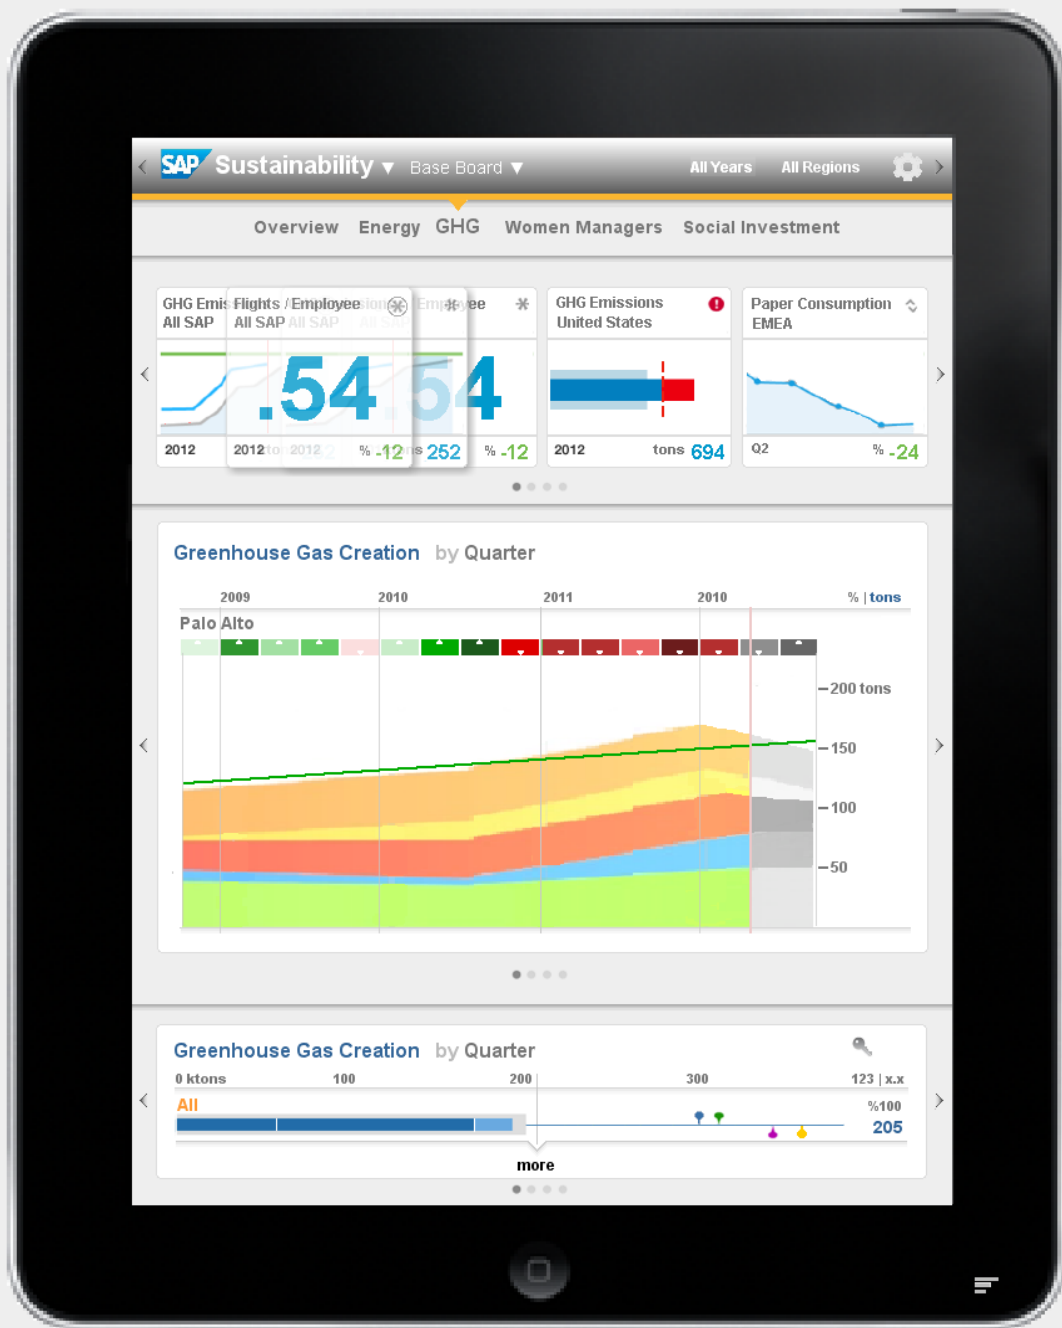 SAP Sustainability ▼ Base Board ▼ All Years All Regions
Overview Energy GHG Women Managers Social Investment
GHG Emis
All SAP
2012
Flights / Employee
All SAP
.54
2012 % -12
All SAP
2012
252
% -12
GHG Emissions
United States
2012 tons 694
Paper Consumption
EMEA
Q2 % -24
Greenhouse Gas Creation by Quarter
2009 2010 2011 2010 % | tons
Palo Alto
200 tons
150
100
50
Greenhouse Gas Creation by Quarter
0 ktons 100 200 300 123 | x.x
All %100
205
more